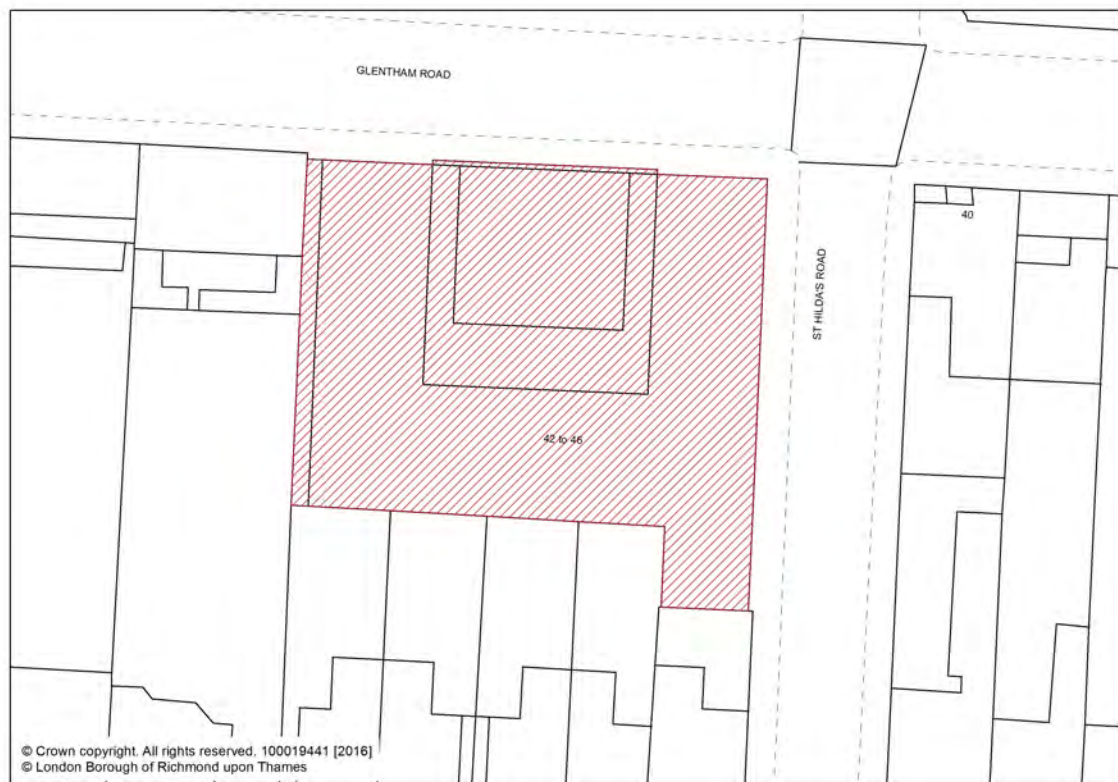 GLENTHAM ROAD
40
ST HILDA'S ROAD
42 to 46
© Crown copyright. All rights reserved. 100019441 [2016]
© London Borough of Richmond upon Thames